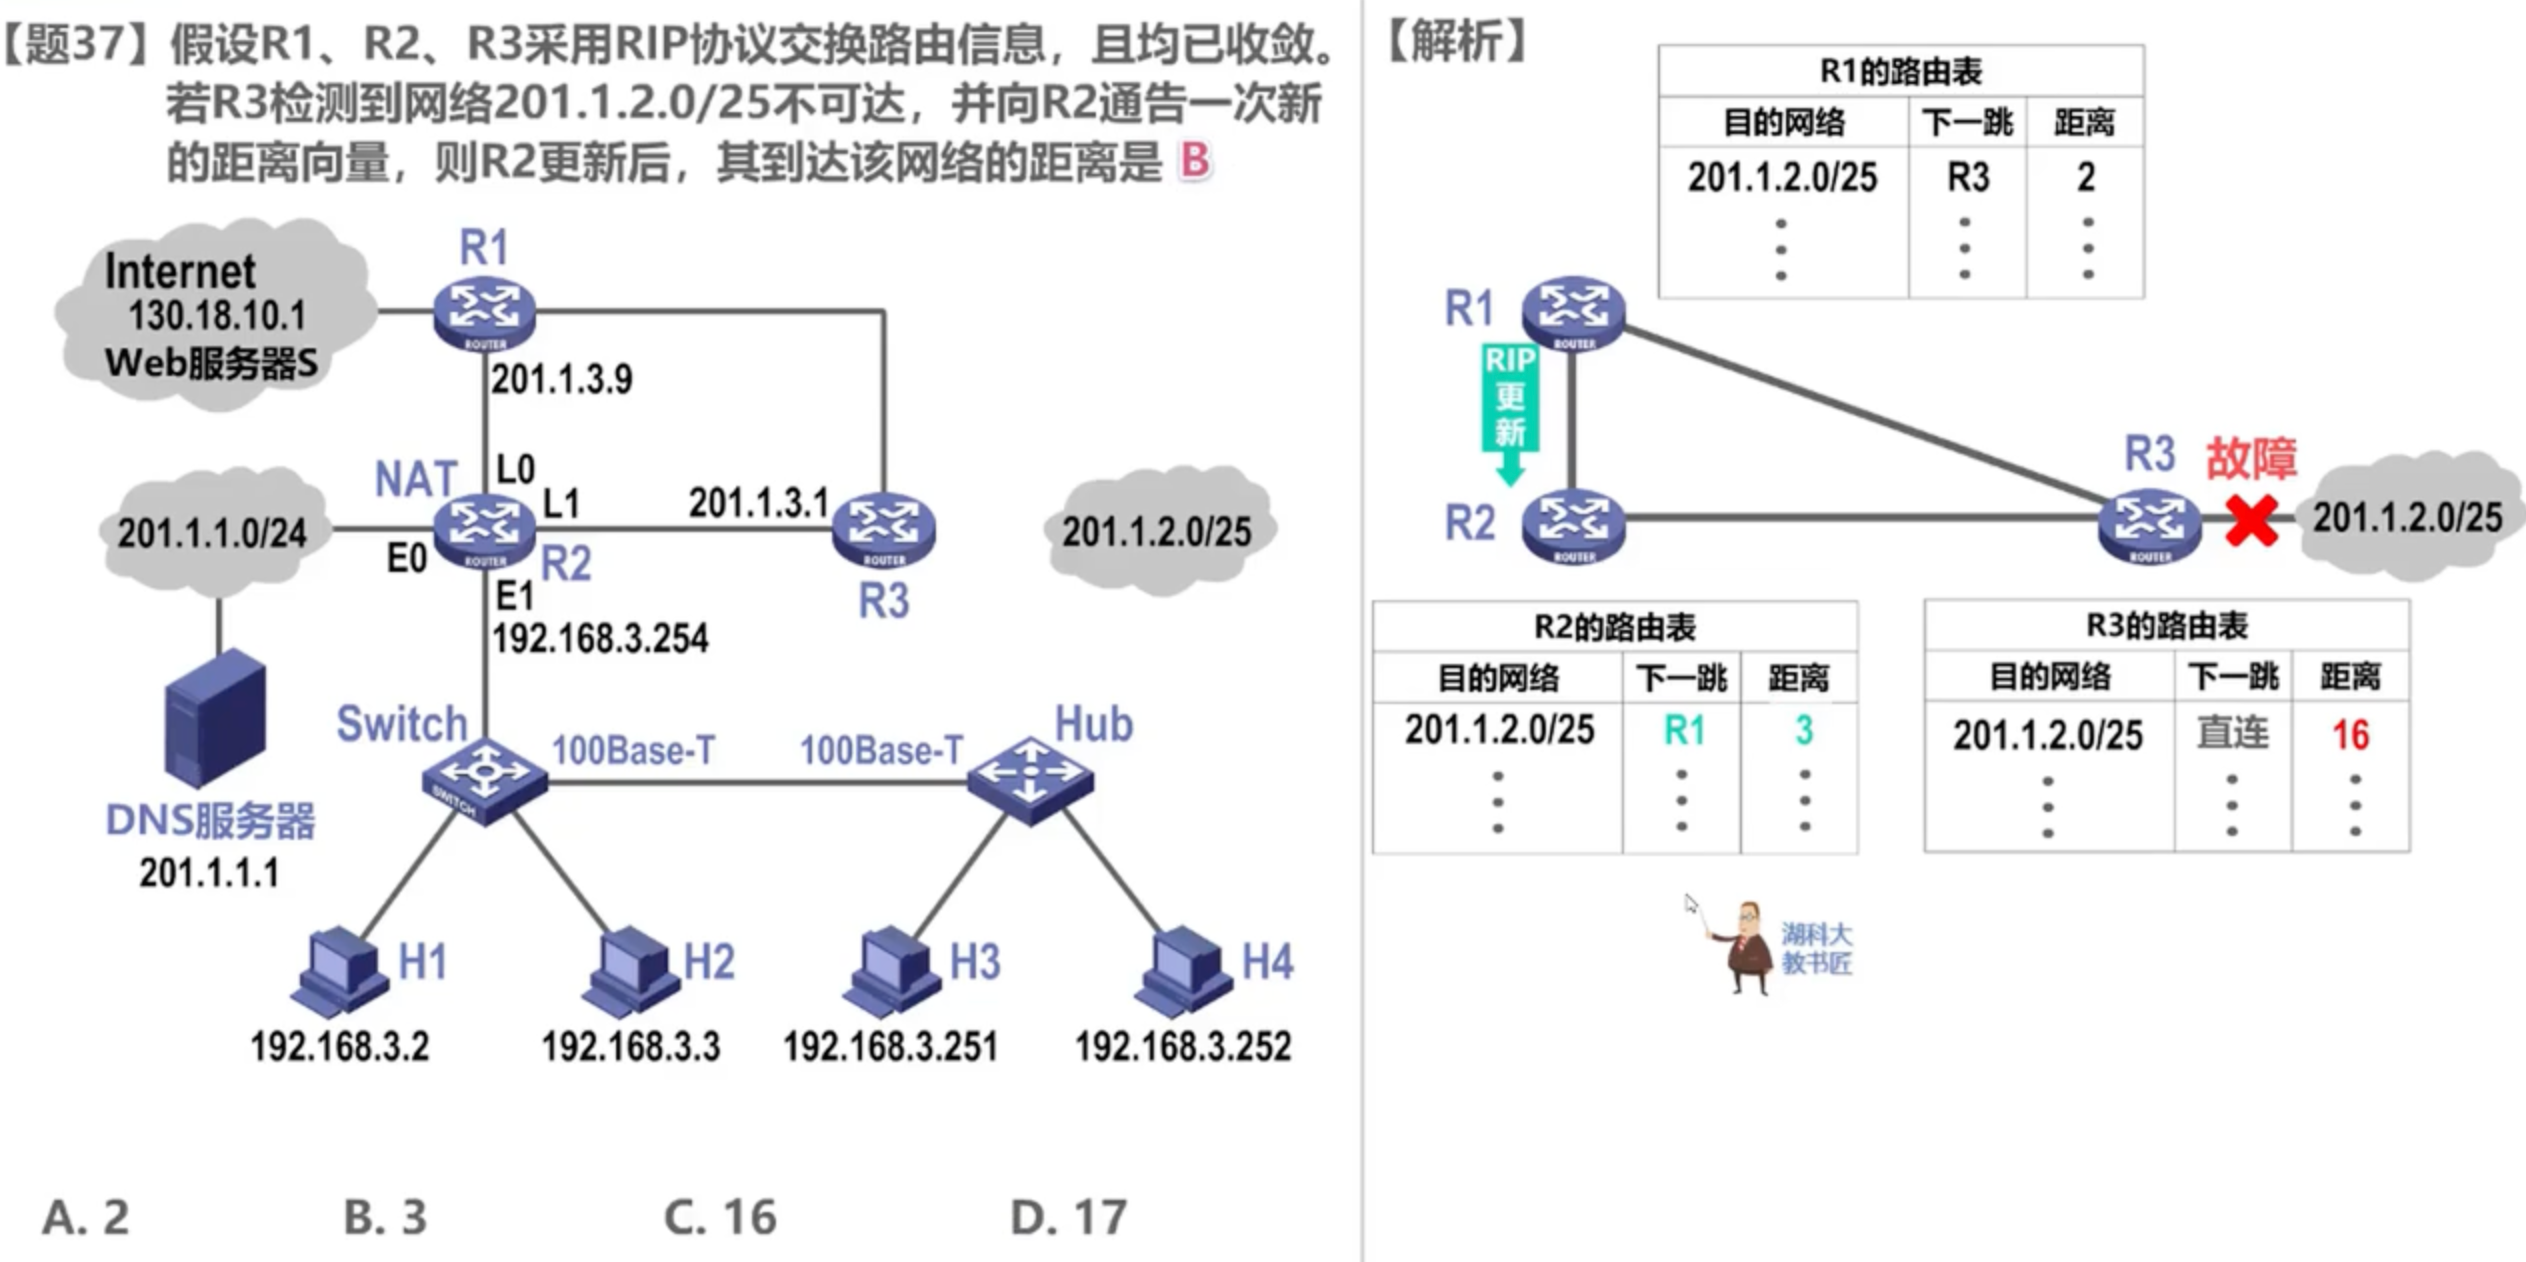 【题37】假设R1、R2、R3采用RIP协议交换路由信息，且均已收敛。
若R3检测到网络201.1.2.0/25不可达，并向R2通告一次新
的距离向量，则R2更新后，其到达该网络的距离是 B
R1
Internet
130.18.10.1
Web服务器S
ROUTER
201.1.3.9
NAT
L0
L1
201.1.3.1
201.1.1.0/24
E0
ROUTER
R2
ROUTER
R3
201.1.2.0/25
E1
192.168.3.254
Switch
100Base-T
100Base-T
Hub
SWITCH
DNS服务器
201.1.1.1
H1
H2
H3
H4
192.168.3.2
192.168.3.3
192.168.3.251
192.168.3.252
A. 2
B. 3
C. 16
D. 17
【解析】
R1的路由表
目的网络 下一跳 距离
201.1.2.0/25 R3 2
R1
ROUTER
RIP
更
新
R2
ROUTER
R3
故障
ROUTER
201.1.2.0/25
R2的路由表
目的网络 下一跳 距离
201.1.2.0/25 R1 3
R3的路由表
目的网络 下一跳 距离
201.1.2.0/25 直连 16
湖科大
教书匠